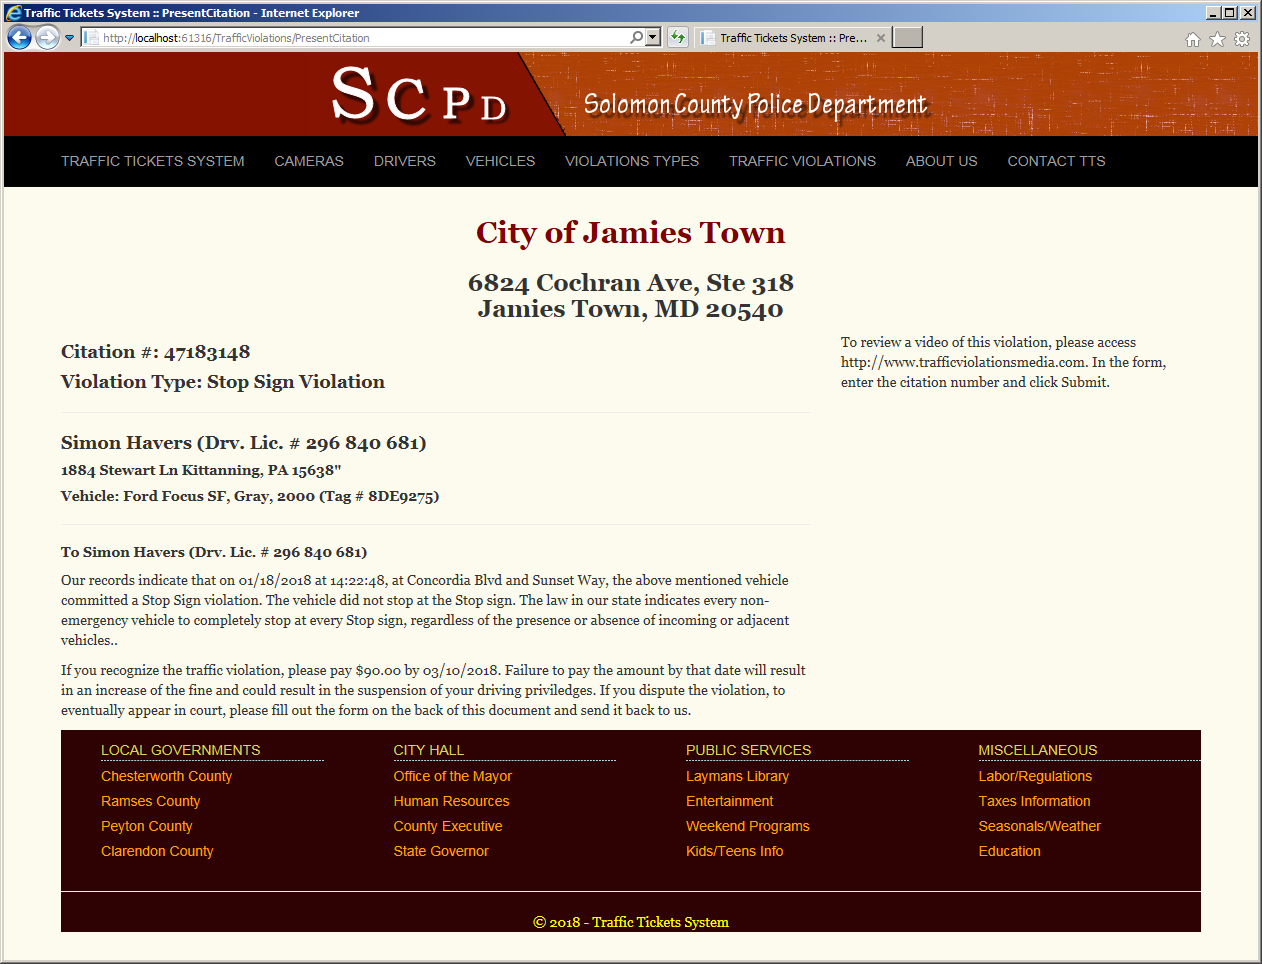 Traffic Tickets System :: PresentCitation - Internet Explorer
http://localhost:61316/TrafficViolations/PresentCitation
Traffic Tickets System :: Pre...
SCPD
Solomon County Police Department
TRAFFIC TICKETS SYSTEM CAMERAS DRIVERS VEHICLES VIOLATIONS TYPES TRAFFIC VIOLATIONS ABOUT US CONTACT TTS
City of Jamies Town
6824 Cochran Ave, Ste 318
Jamies Town, MD 20540
Citation #: 47183148
Violation Type: Stop Sign Violation
To review a video of this violation, please access
http://www.trafficviolationsmedia.com. In the form,
enter the citation number and click Submit.
Simon Havers (Drv. Lic. # 296 840 681)
1884 Stewart Ln Kittanning, PA 15638"
Vehicle: Ford Focus SF, Gray, 2000 (Tag # 8DE9275)
To Simon Havers (Drv. Lic. # 296 840 681)
Our records indicate that on 01/18/2018 at 14:22:48, at Concordia Blvd and Sunset Way, the above mentioned vehicle
committed a Stop Sign violation. The vehicle did not stop at the Stop sign. The law in our state indicates every non-
emergency vehicle to completely stop at every Stop sign, regardless of the presence or absence of incoming or adjacent
vehicles..
If you recognize the traffic violation, please pay $90.00 by 03/10/2018. Failure to pay the amount by that date will result
in an increase of the fine and could result in the suspension of your driving priviledges. If you dispute the violation, to
eventually appear in court, please fill out the form on the back of this document and send it back to us.
LOCAL GOVERNMENTS
Chesterworth County
Ramses County
Peyton County
Clarendon County
CITY HALL
Office of the Mayor
Human Resources
County Executive
State Governor
PUBLIC SERVICES
Laymans Library
Entertainment
Weekend Programs
Kids/Teens Info
MISCELLANEOUS
Labor/Regulations
Taxes Information
Seasonals/Weather
Education
© 2018 - Traffic Tickets System